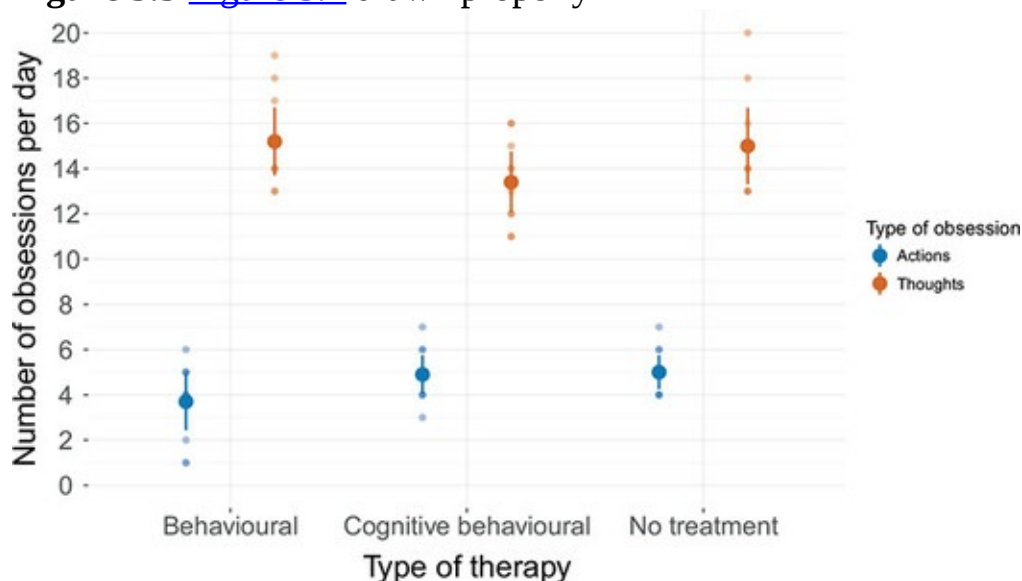 20
18
16
14
12
10
8
6
4
2
0
Number of obsessions per day
Behavioural
Cognitive behavioural
No treatment
Type of therapy
Type of obsession
Actions
Thoughts